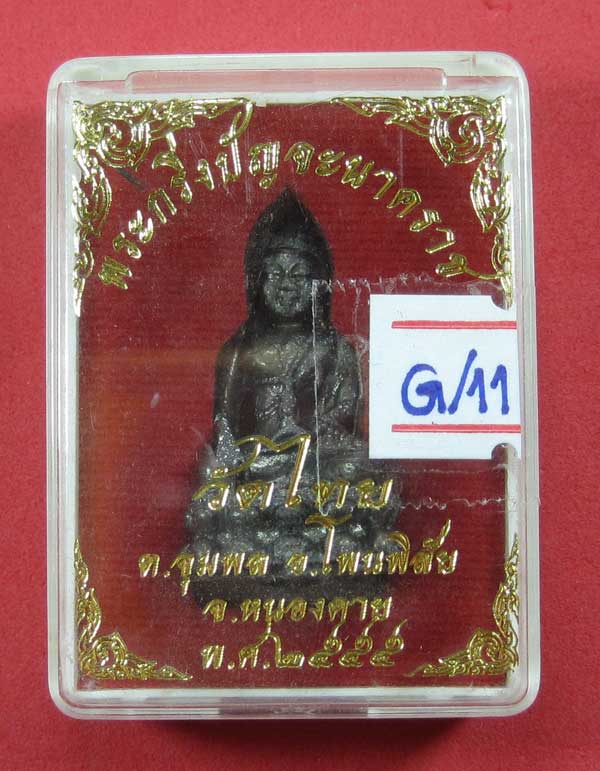 พระกริ่งปัญจะนาคราช
G/11
วัดไทย
ต.ชุมพล อ.โพนพิสัย
จ.หนองคาย
พ.ศ.๒๕๕๕